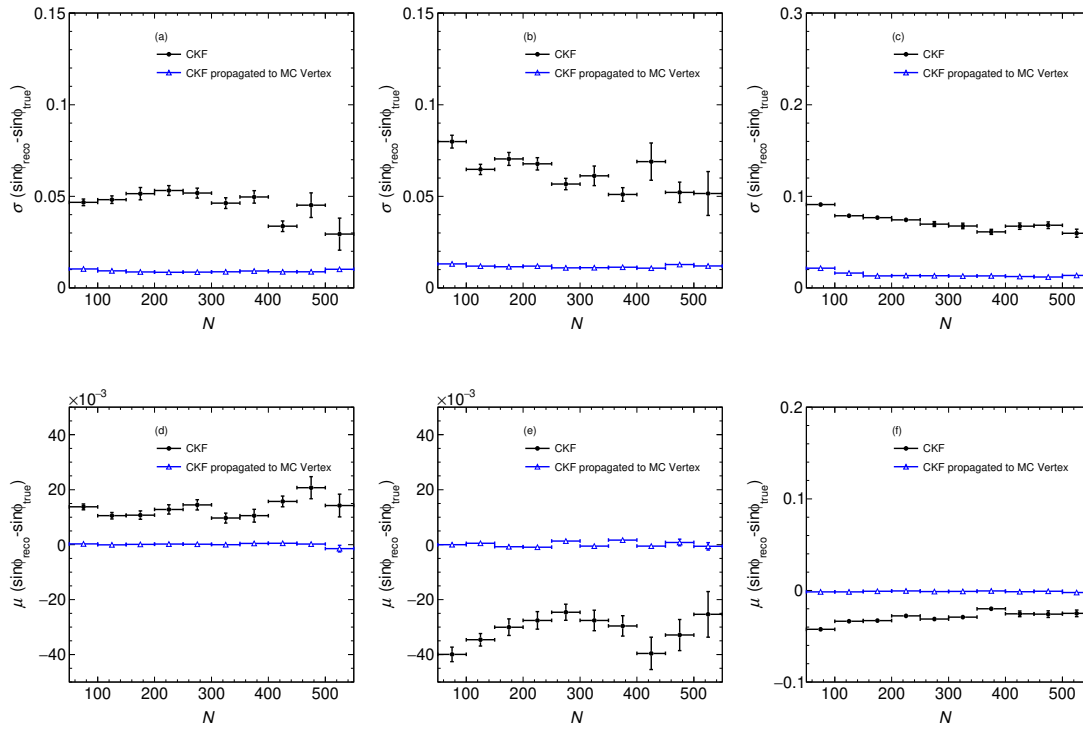 (a)
CKF
CKF propagated to MC Vertex
σ (sinϕreco-sinϕtrue)
0.15
0.1
0.05
0
100 200 300 400 500
N
(b)
CKF
CKF propagated to MC Vertex
σ (sinϕreco-sinϕtrue)
0.15
0.1
0.05
0
100 200 300 400 500
N
(c)
CKF
CKF propagated to MC Vertex
σ (sinϕreco-sinϕtrue)
0.3
0.2
0.1
0
100 200 300 400 500
N
×10−3
(d)
CKF
CKF propagated to MC Vertex
μ (sinϕreco-sinϕtrue)
40
20
0
−20
−40
100 200 300 400 500
N
×10−3
(e)
CKF
CKF propagated to MC Vertex
μ (sinϕreco-sinϕtrue)
40
20
0
−20
−40
100 200 300 400 500
N
(f)
CKF
CKF propagated to MC Vertex
μ (sinϕreco-sinϕtrue)
0.2
0.1
0
−0.1
100 200 300 400 500
N